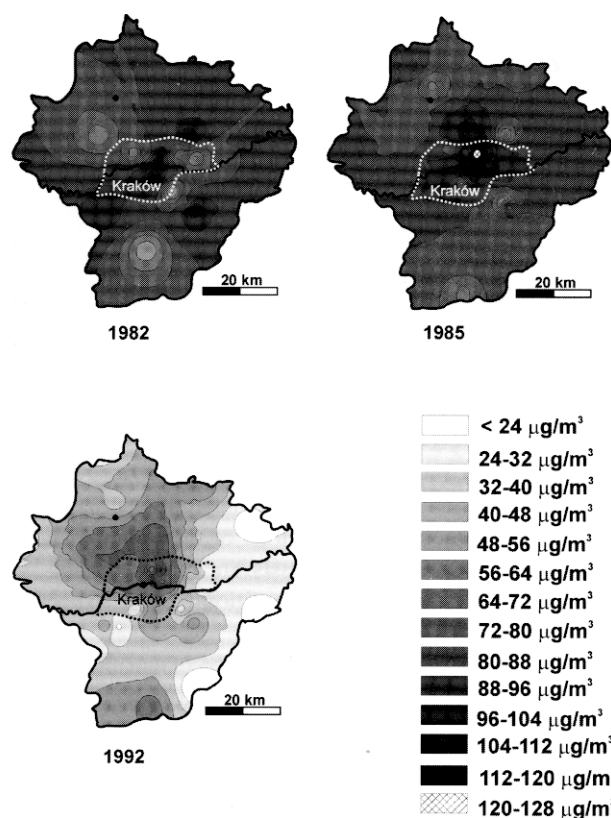 Kraków
20 km
1982
Kraków
20 km
1985
Kraków
20 km
1992
< 24 µg/m³
24-32 µg/m³
32-40 µg/m³
40-48 µg/m³
48-56 µg/m³
56-64 µg/m³
64-72 µg/m³
72-80 µg/m³
80-88 µg/m³
88-96 µg/m³
96-104 µg/m³
104-112 µg/m³
112-120 µg/m
120-128 µg/m